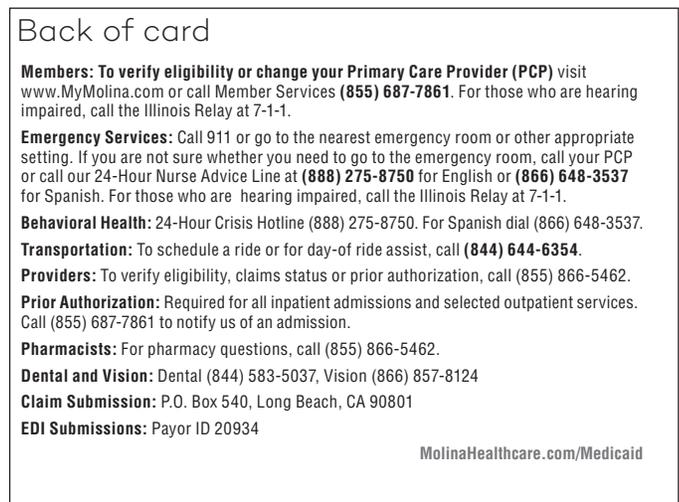 Back of card
Members: To verify eligibility or change your Primary Care Provider (PCP) visit
www.MyMolina.com or call Member Services (855) 687-7861. For those who are hearing
impaired, call the Illinois Relay at 7-1-1.
Emergency Services: Call 911 or go to the nearest emergency room or other appropriate
setting. If you are not sure whether you need to go to the emergency room, call your PCP
or call our 24-Hour Nurse Advice Line at (888) 275-8750 for English or (866) 648-3537
for Spanish. For those who are hearing impaired, call the Illinois Relay at 7-1-1.
Behavioral Health: 24-Hour Crisis Hotline (888) 275-8750. For Spanish dial (866) 648-3537.
Transportation: To schedule a ride or for day-of ride assist, call (844) 644-6354.
Providers: To verify eligibility, claims status or prior authorization, call (855) 866-5462.
Prior Authorization: Required for all inpatient admissions and selected outpatient services.
Call (855) 687-7861 to notify us of an admission.
Pharmacists: For pharmacy questions, call (855) 866-5462.
Dental and Vision: Dental (844) 583-5037, Vision (866) 857-8124
Claim Submission: P.O. Box 540, Long Beach, CA 90801
EDI Submissions: Payor ID 20934
MolinaHealthcare.com/Medicaid